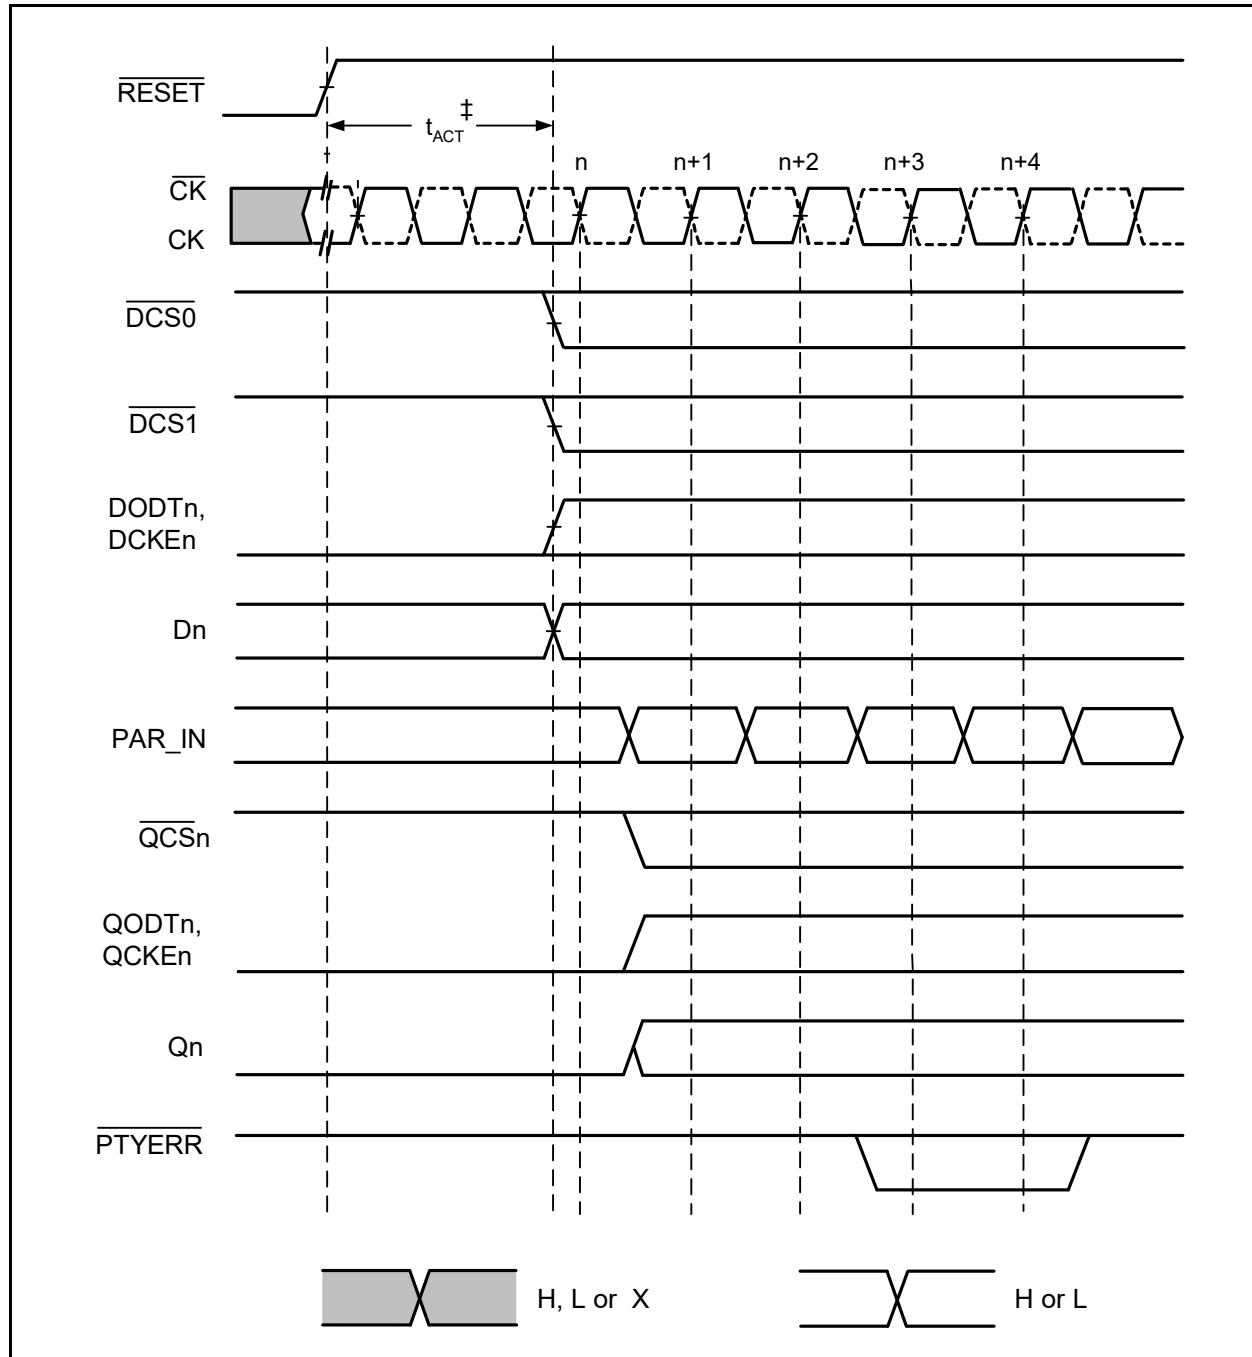 RESET
t_ACT ‡
n n+1 n+2 n+3 n+4
CK
CK
DCS0
DCS1
DODTn,
DCKEn
Dn
PAR_IN
QCSn
QODTn,
QCKEn
Qn
PTYERR
H, L or X
H or L